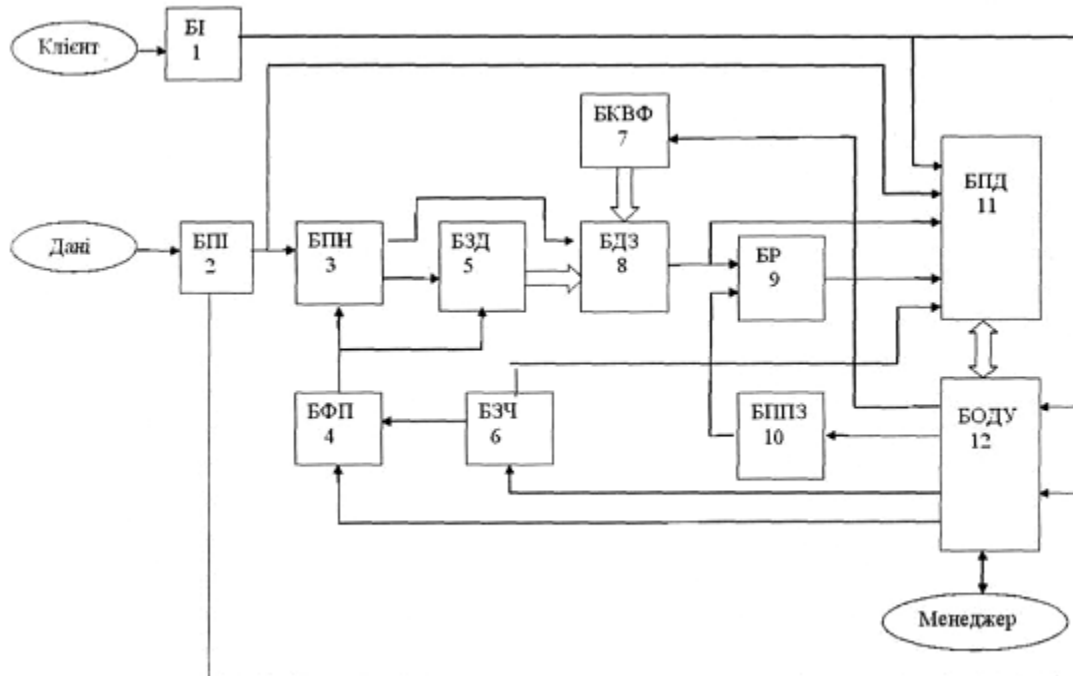 БІ
1
Клієнт
БКВФ
7
БПД
11
Дані
БПІ
2
БПН
3
БЗД
5
БДЗ
8
БР
9
БФП
4
БЗЧ
6
БППЗ
10
БОДУ
12
Менеджер